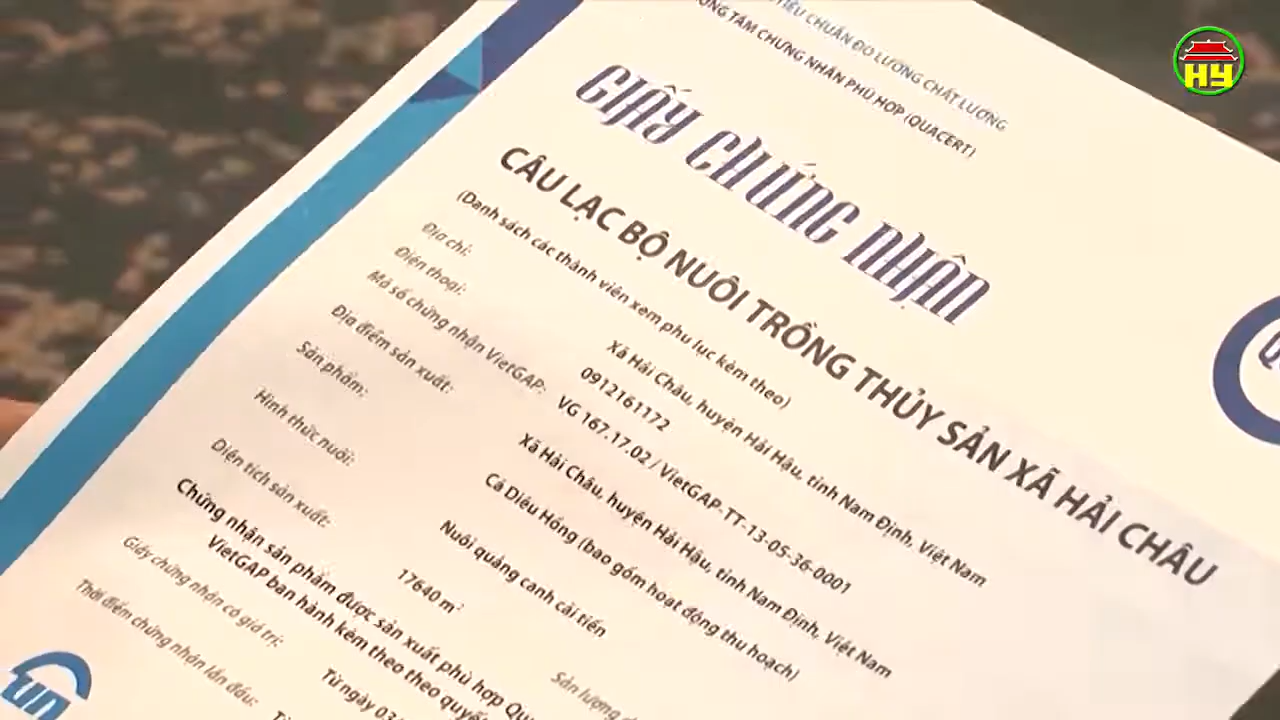 TIÊU CHUẨN ĐO LƯỜNG CHẤT LƯỢNG
TÂM CHỨNG NHẬN PHÙ HỢP (QUACERT)
HY
GIẤY CHỨNG NHẬN
CÂU LẠC BỘ NUÔI TRỒNG THỦY SẢN XÃ HẢI CHÂU
(Danh sách các thành viên xem phụ lục kèm theo)
Địa chỉ: Xã Hải Châu, huyện Hải Hậu, tỉnh Nam Định, Việt Nam
Điện thoại: 0912161172
Mã số chứng nhận VietGAP: VG 167.17.02 / VietGAP-TT-13-05-36-0001
Địa điểm sản xuất: Xã Hải Châu, huyện Hải Hậu, tỉnh Nam Định, Việt Nam
Sản phẩm: Cá Diêu Hồng (bao gồm hoạt động thu hoạch)
Hình thức nuôi: Nuôi quảng canh cải tiến
Diện tích sản xuất: 17640 m² Sản lượng
Chứng nhận sản phẩm được sản xuất phù hợp
VietGAP ban hành kèm theo theo quyết
Giấy chứng nhận có giá trị: Từ ngày 03
Thời điểm chứng nhận lần đầu: